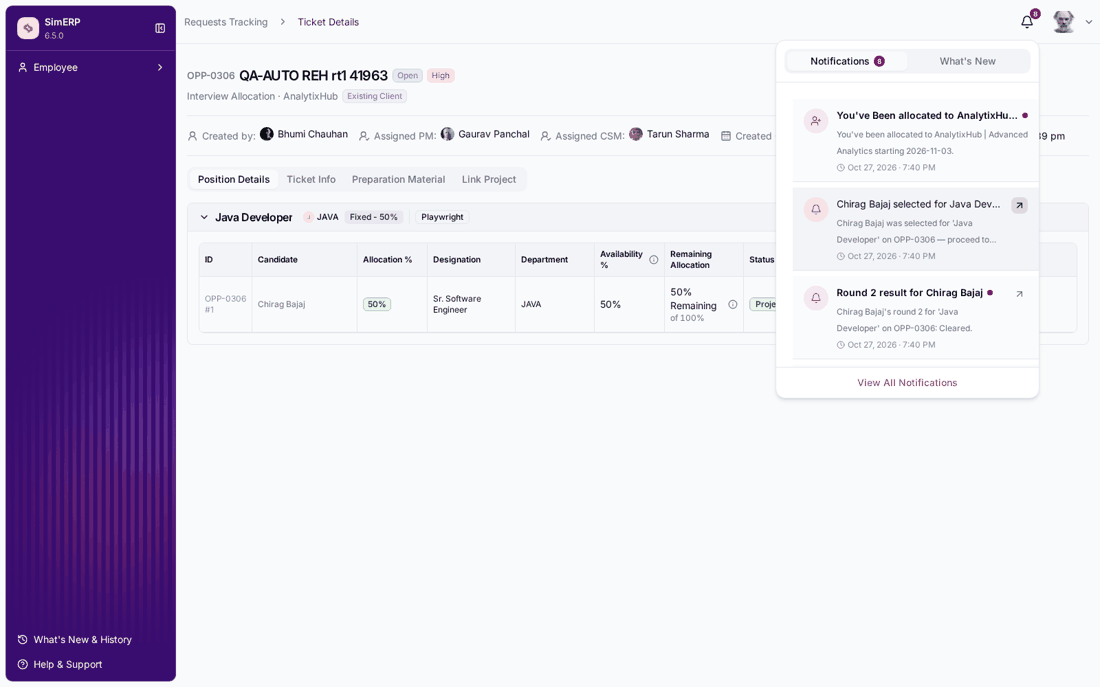 SimERP
6.5.0
Employee
What's New & History
Help & Support
Requests Tracking
Ticket Details
8
OPP-0306 QA-AUTO REH rt1 41963 Open High
Interview Allocation · AnalytixHub Existing Client
Created by: Bhumi Chauhan Assigned PM: Gaurav Panchal Assigned CSM: Tarun Sharma Created
39 pm
Position Details Ticket Info Preparation Material Link Project
Java Developer J JAVA Fixed - 50% Playwright
ID Candidate Allocation % Designation Department Availability % Remaining Allocation Status
OPP-0306 #1 Chirag Bajaj 50% Sr. Software Engineer JAVA 50% 50% Remaining of 100% Proje
Notifications 8 What's New
You've Been allocated to AnalytixHu...
You've been allocated to AnalytixHub | Advanced
Analytics starting 2026-11-03.
Oct 27, 2026 · 7:40 PM
Chirag Bajaj selected for Java Dev...
Chirag Bajaj was selected for 'Java
Developer' on OPP-0306 — proceed to...
Oct 27, 2026 · 7:40 PM
Round 2 result for Chirag Bajaj
Chirag Bajaj's round 2 for 'Java
Developer' on OPP-0306: Cleared.
Oct 27, 2026 · 7:40 PM
View All Notifications